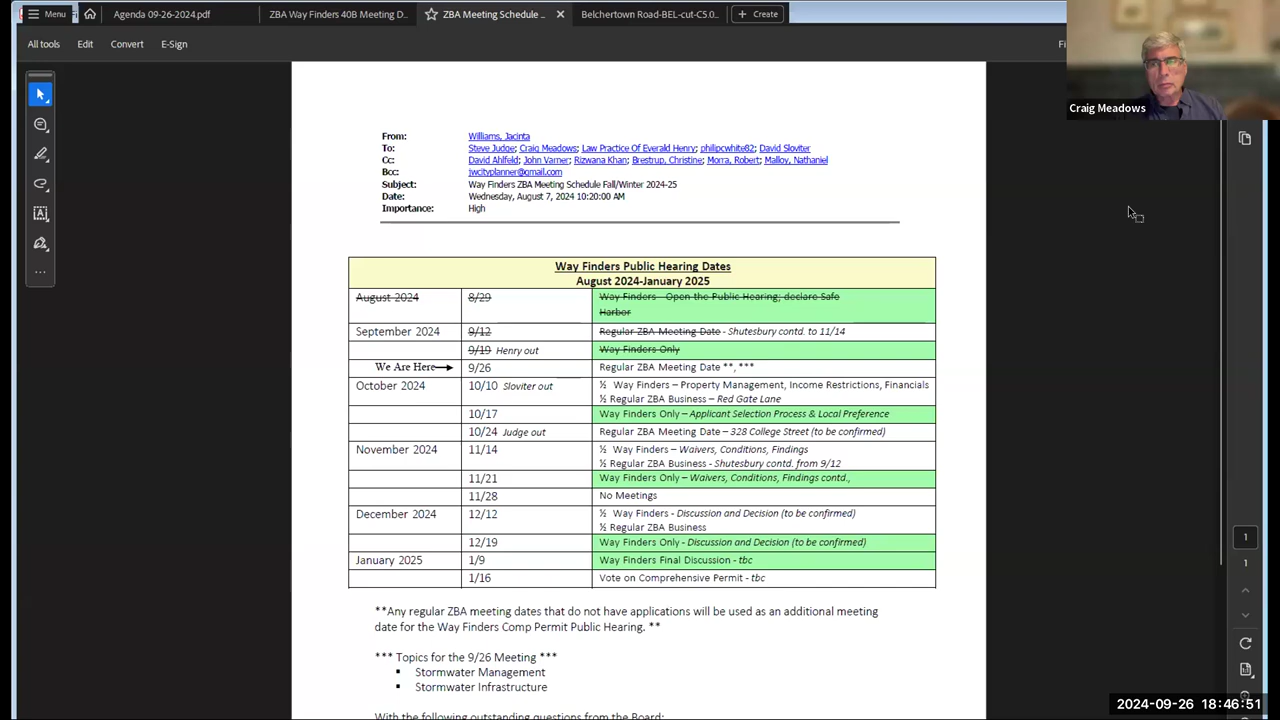 Menu
Agenda 09-26-2024.pdf
ZBA Way Finders 40B Meeting D...
ZBA Meeting Schedule ...
Belchertown Road-BEL-cut-C5.0...
+ Create
All tools Edit Convert E-Sign
Craig Meadows
From: Williams, Jacinta
To: Steve Judge; Craig Meadows; Law Practice Of Everald Henry; philipcwhite82; David Sloviter
Cc: David Ahlfeld; John Varner; Rizwana Khan; Brestrup, Christine; Morra, Robert; Malloy, Nathaniel
Bcc: jwcityplanner@gmail.com
Subject: Way Finders ZBA Meeting Schedule Fall/Winter 2024-25
Date: Wednesday, August 7, 2024 10:20:00 AM
Importance: High
Way Finders Public Hearing Dates
August 2024-January 2025
August 2024 8/29 Way Finders - Open the Public Hearing; declare Safe
Harbor
September 2024 9/12 Regular ZBA Meeting Date - Shutesbury contd. to 11/14
9/19 Henry out Way Finders Only
We Are Here 9/26 Regular ZBA Meeting Date **, ***
October 2024 10/10 Sloviter out ½ Way Finders – Property Management, Income Restrictions, Financials
½ Regular ZBA Business – Red Gate Lane
10/17 Way Finders Only – Applicant Selection Process & Local Preference
10/24 Judge out Regular ZBA Meeting Date – 328 College Street (to be confirmed)
November 2024 11/14 ½ Way Finders – Waivers, Conditions, Findings
½ Regular ZBA Business - Shutesbury contd. from 9/12
11/21 Way Finders Only – Waivers, Conditions, Findings contd.,
11/28 No Meetings
December 2024 12/12 ½ Way Finders - Discussion and Decision (to be confirmed)
½ Regular ZBA Business
12/19 Way Finders Only - Discussion and Decision (to be confirmed)
January 2025 1/9 Way Finders Final Discussion - tbc
1/16 Vote on Comprehensive Permit - tbc
**Any regular ZBA meeting dates that do not have applications will be used as an additional meeting
date for the Way Finders Comp Permit Public Hearing. **
*** Topics for the 9/26 Meeting ***
▪ Stormwater Management
▪ Stormwater Infrastructure
With the following outstanding questions from the Board:
1
1
2024-09-26 18:46:51